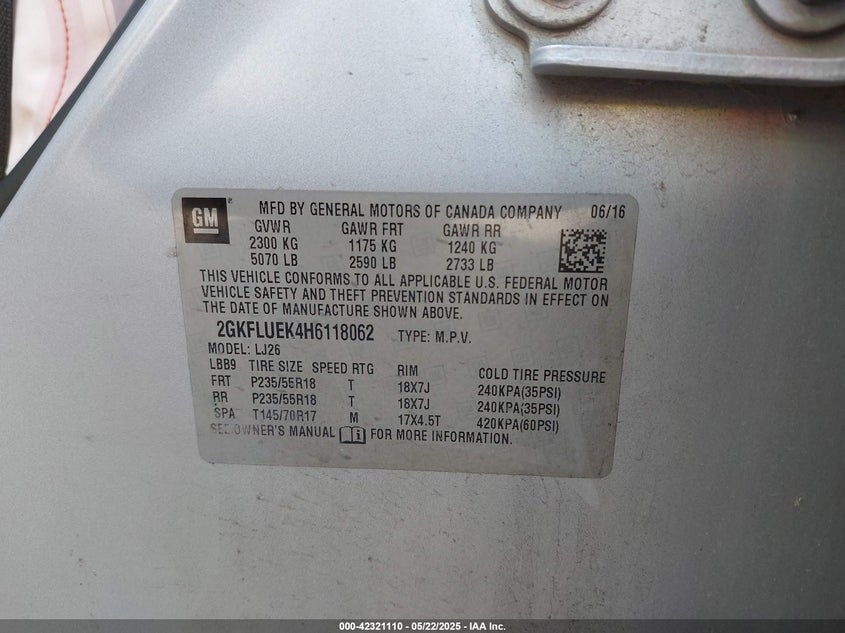 GM
MFD BY GENERAL MOTORS OF CANADA COMPANY 06/16
GVWR GAWR FRT GAWR RR
2300 KG 1175 KG 1240 KG
5070 LB 2590 LB 2733 LB
THIS VEHICLE CONFORMS TO ALL APPLICABLE U.S. FEDERAL MOTOR
VEHICLE SAFETY AND THEFT PREVENTION STANDARDS IN EFFECT ON
THE DATE OF MANUFACTURE SHOWN ABOVE.
2GKFLUEK4H6118062 TYPE: M.P.V.
MODEL: LJ26
LBB9 TIRE SIZE SPEED RTG RIM COLD TIRE PRESSURE
FRT P235/55R18 T 18X7J 240KPA(35PSI)
RR P235/55R18 T 18X7J 240KPA(35PSI)
SPA T145/70R17 M 17X4.5T 420KPA(60PSI)
SEE OWNER'S MANUAL FOR MORE INFORMATION.
000-42321110 - 05/22/2025 - IAA Inc.